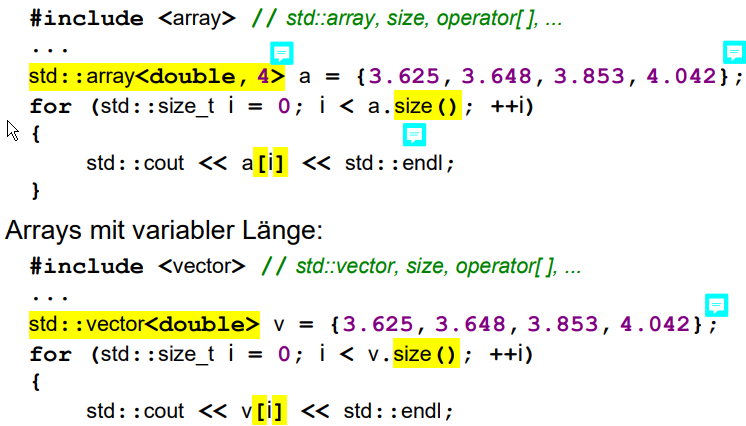 #include <array> // std::array, size, operator[ ], ...
...
std::array<double, 4> a = {3.625, 3.648, 3.853, 4.042};
for (std::size_t i = 0; i < a.size(); ++i)
{
std::cout << a[i] << std::endl;
}
Arrays mit variabler Länge:
#include <vector> // std::vector, size, operator[ ], ...
...
std::vector<double> v = {3.625, 3.648, 3.853, 4.042};
for (std::size_t i = 0; i < v.size(); ++i)
{
std::cout << v[i] << std::endl;